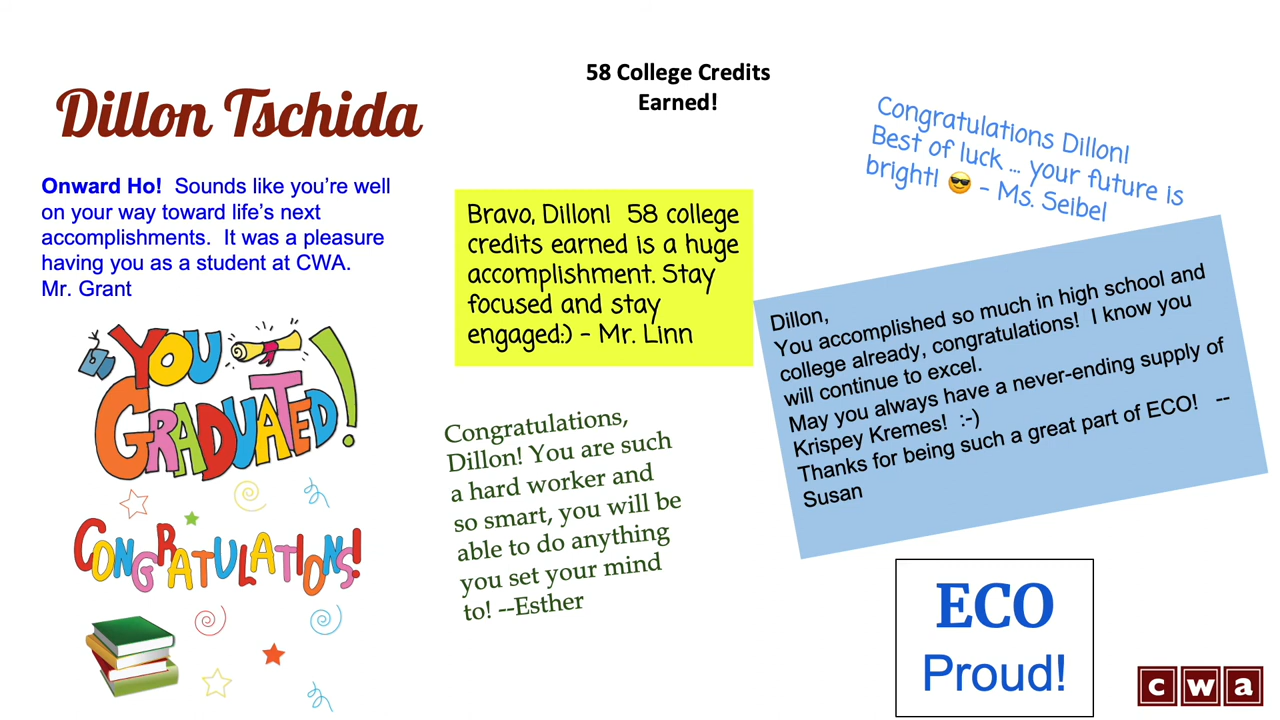 Dillon Tschida
58 College Credits
Earned!
Onward Ho!  Sounds like you're well
on your way toward life's next
accomplishments.  It was a pleasure
having you as a student at CWA.
Mr. Grant
YOU
GRADUATED!
CONGRATULATIONS!
Bravo, Dillon!  58 college
credits earned is a huge
accomplishment. Stay
focused and stay
engaged:) - Mr. Linn
Congratulations,
Dillon! You are such
a hard worker and
so smart, you will be
able to do anything
you set your mind
to! --Esther
Congratulations Dillon!
Best of luck ... your future is
bright! 😎 - Ms. Seibel
Dillon,
You accomplished so much in high school and
college already, congratulations!  I know you
will continue to excel.
May you always have a never-ending supply of
Krispey Kremes!  :-)
Thanks for being such a great part of ECO!  --
Susan
ECO
Proud!
cwa